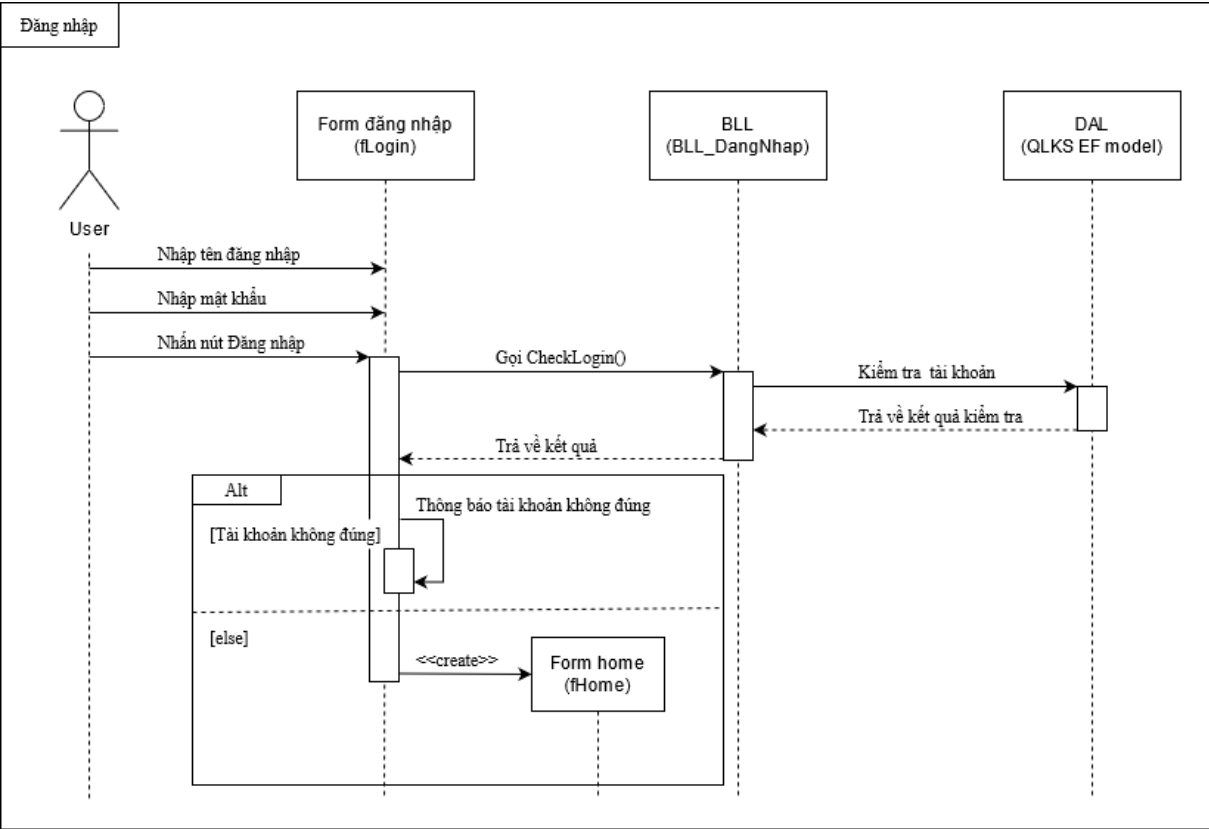 Đăng nhập
Form đăng nhập
(fLogin)
BLL
(BLL_DangNhap)
DAL
(QLKS EF model)
User
Nhập tên đăng nhập
Nhập mật khẩu
Nhấn nút Đăng nhập
Gọi CheckLogin()
Kiểm tra tài khoản
Trả về kết quả kiểm tra
Trả về kết quả
Alt
Thông báo tài khoản không đúng
[Tài khoản không đúng]
[else]
<<create>>
Form home
(fHome)